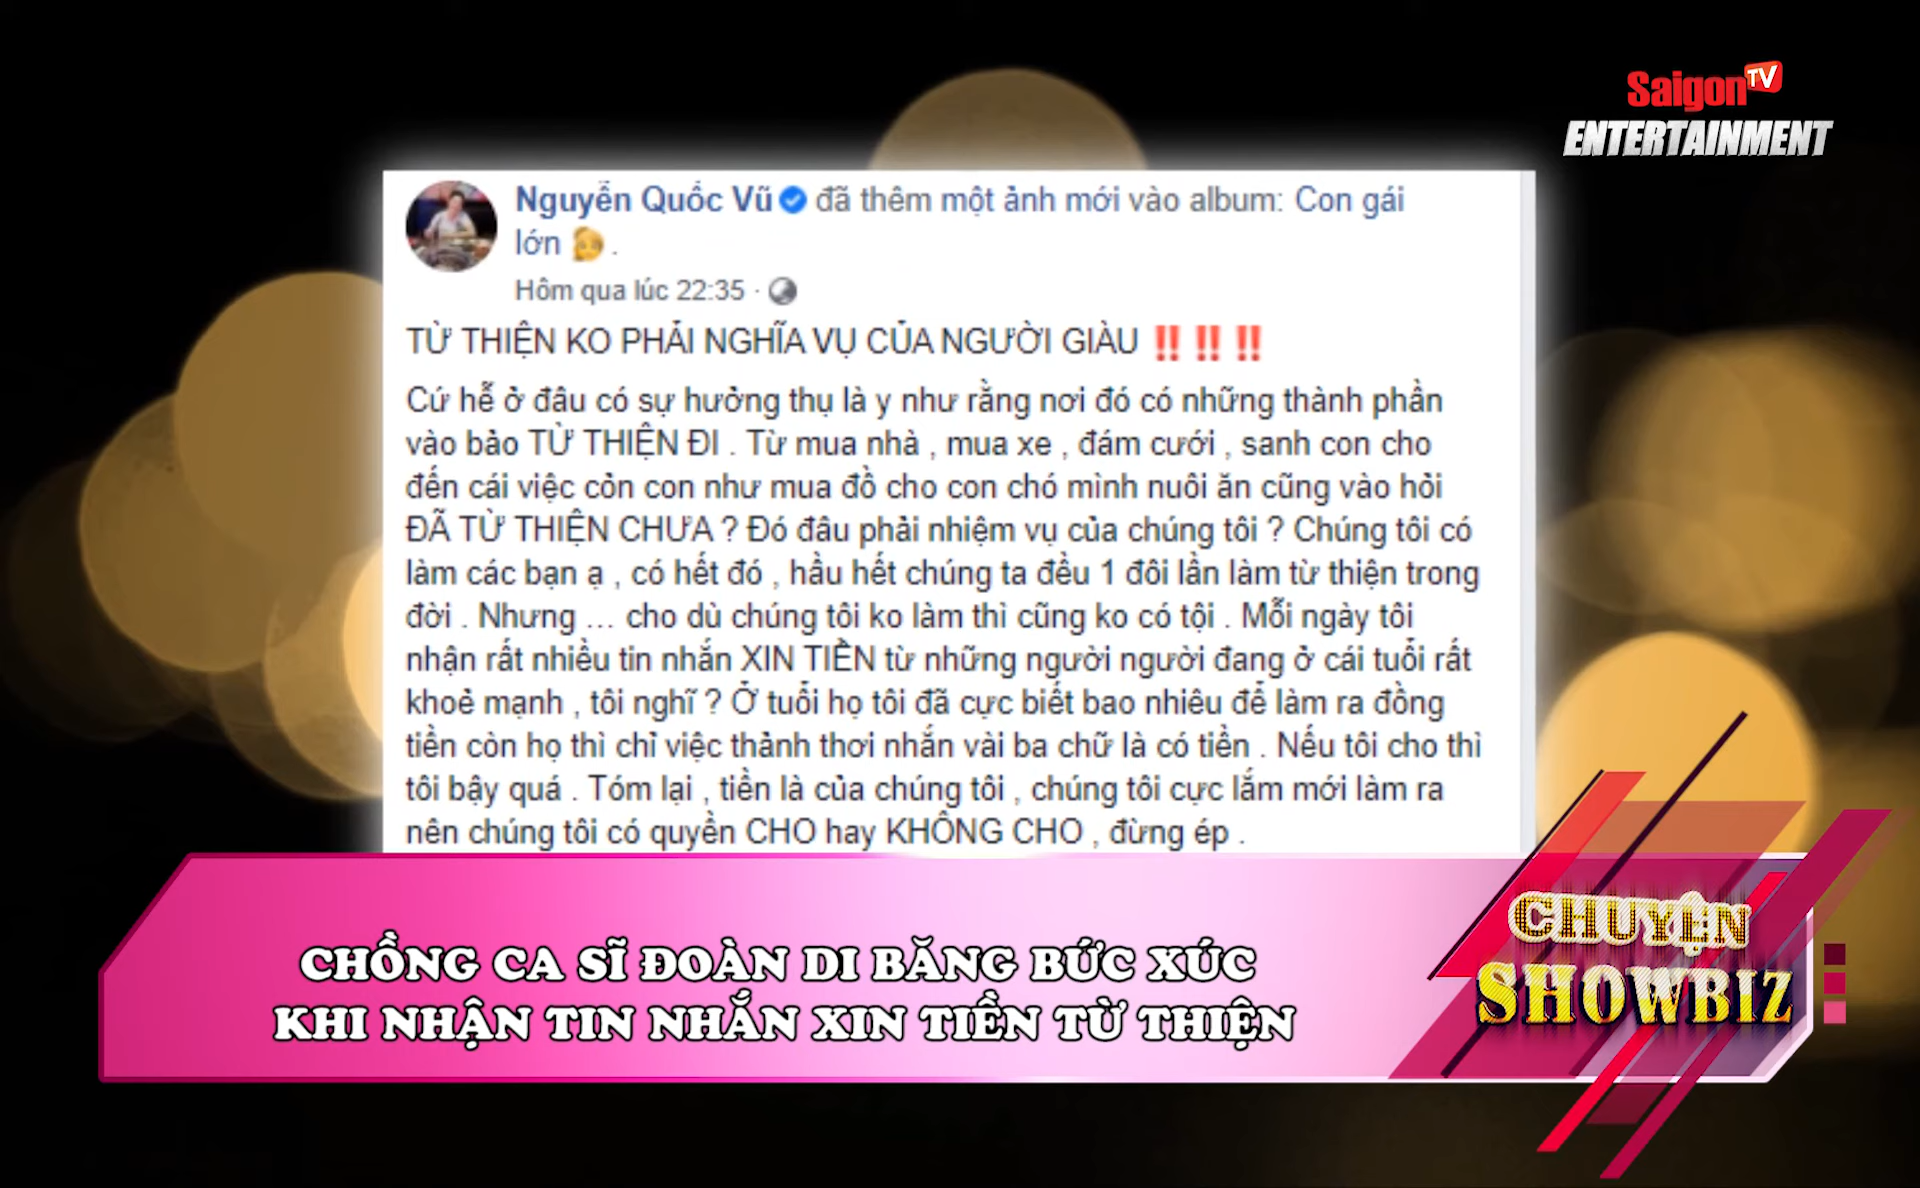 Saigon TV
ENTERTAINMENT
Nguyễn Quốc Vũ đã thêm một ảnh mới vào album: Con gái
lớn 👩 .
Hôm qua lúc 22:35 ·
TỪ THIỆN KO PHẢI NGHĨA VỤ CỦA NGƯỜI GIÀU ‼️ ‼️ ‼️
Cứ hễ ở đâu có sự hưởng thụ là y như rằng nơi đó có những thành phần
vào bảo TỪ THIỆN ĐI . Từ mua nhà , mua xe , đám cưới , sanh con cho
đến cái việc cỏn con như mua đồ cho con chó mình nuôi ăn cũng vào hỏi
ĐÃ TỪ THIỆN CHƯA ? Đó đâu phải nhiệm vụ của chúng tôi ? Chúng tôi có
làm các bạn ạ , có hết đó , hầu hết chúng ta đều 1 đôi lần làm từ thiện trong
đời . Nhưng … cho dù chúng tôi ko làm thì cũng ko có tội . Mỗi ngày tôi
nhận rất nhiều tin nhắn XIN TIỀN từ những người người đang ở cái tuổi rất
khoẻ mạnh , tôi nghĩ ? Ở tuổi họ tôi đã cực biết bao nhiêu để làm ra đồng
tiền còn họ thì chỉ việc thảnh thơi nhắn vài ba chữ là có tiền . Nếu tôi cho thì
tôi bậy quá . Tóm lại , tiền là của chúng tôi , chúng tôi cực lắm mới làm ra
nên chúng tôi có quyền CHO hay KHÔNG CHO , đừng ép .
CHỒNG CA SĨ ĐOÀN DI BĂNG BỨC XÚC
KHI NHẬN TIN NHẮN XIN TIỀN TỪ THIỆN
CHUYỆN
SHOWBIZ